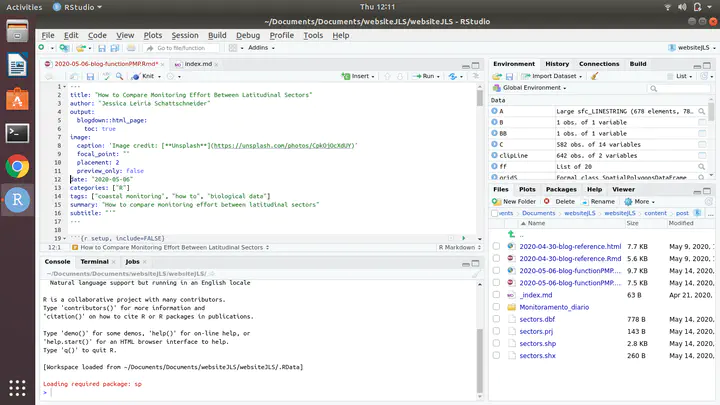 Activities RStudio Thu 12:11
~/Documents/Documents/websiteJLS/websiteJLS - RStudio
File Edit Code View Plots Session Build Debug Profile Tools Help
Go to file/function Addins websiteJLS
2020-05-06-blog-functionPMP.Rmd* index.md
Knit Insert Run
1 ---
2 title: "How to Compare Monitoring Effort Between Latitudinal Sectors"
3 author: "Jessica Leiria Schattschneider"
4 output:
5 blogdown::html_page:
6 toc: true
7 image:
8 caption: 'Image credit: [**Unsplash**](https://unsplash.com/photos/CpkOjOcXdUY)'
9 focal_point: ""
10 placement: 2
11 preview_only: false
12 date: "2020-05-06"
13 categories: ["R"]
14 tags: ["coastal monitoring", "how to", "biological data"]
15 summary: "How to compare monitoring effort between latitudinal sectors"
16 subtitle: ""
17 ---
18
19 ```{r setup, include=FALSE}
12:1 How to Compare Monitoring Effort Between Latitudinal Sectors R Markdown
Console Terminal Jobs
~/Documents/Documents/websiteJLS/websiteJLS/
Natural language support but running in an English locale
R is a collaborative project with many contributors.
Type 'contributors()' for more information and
'citation()' on how to cite R or R packages in publications.
Type 'demo()' for some demos, 'help()' for on-line help, or
'help.start()' for an HTML browser interface to help.
Type 'q()' to quit R.
[Workspace loaded from ~/Documents/Documents/websiteJLS/websiteJLS/.RData]
Loading required package: sp
>
Environment History Connections Build
Import Dataset List
Global Environment
Data
A Large sfc_LINESTRING (678 elements, 78...
B 1 obs. of 1 variable
BB 1 obs. of 1 variable
C 582 obs. of 14 variables
clipLine 642 obs. of 2 variables
ff List of 20
gridS Formal class SpatialPolygonsDataFrame
Files Plots Packages Help Viewer
New Folder Delete Rename More
ents Documents websiteJLS websiteJLS content post
Name Size Modified
..
2020-04-30-blog-reference.html 7.7 KB May 9, 2020,
2020-04-30-blog-reference.Rmd 5.6 KB May 9, 2020,
2020-05-06-blog-functionPMP.... 9.7 KB May 14, 2020,
2020-05-06-blog-functionPMP.... 7.5 KB May 14, 2020,
_index.md 63 B Apr 21, 2020,
Monitoramento_diario
sectors.dbf 778 B May 14, 2020,
sectors.prj 143 B May 14, 2020,
sectors.shp 2.8 KB May 14, 2020,
sectors.shx 260 B May 14, 2020,